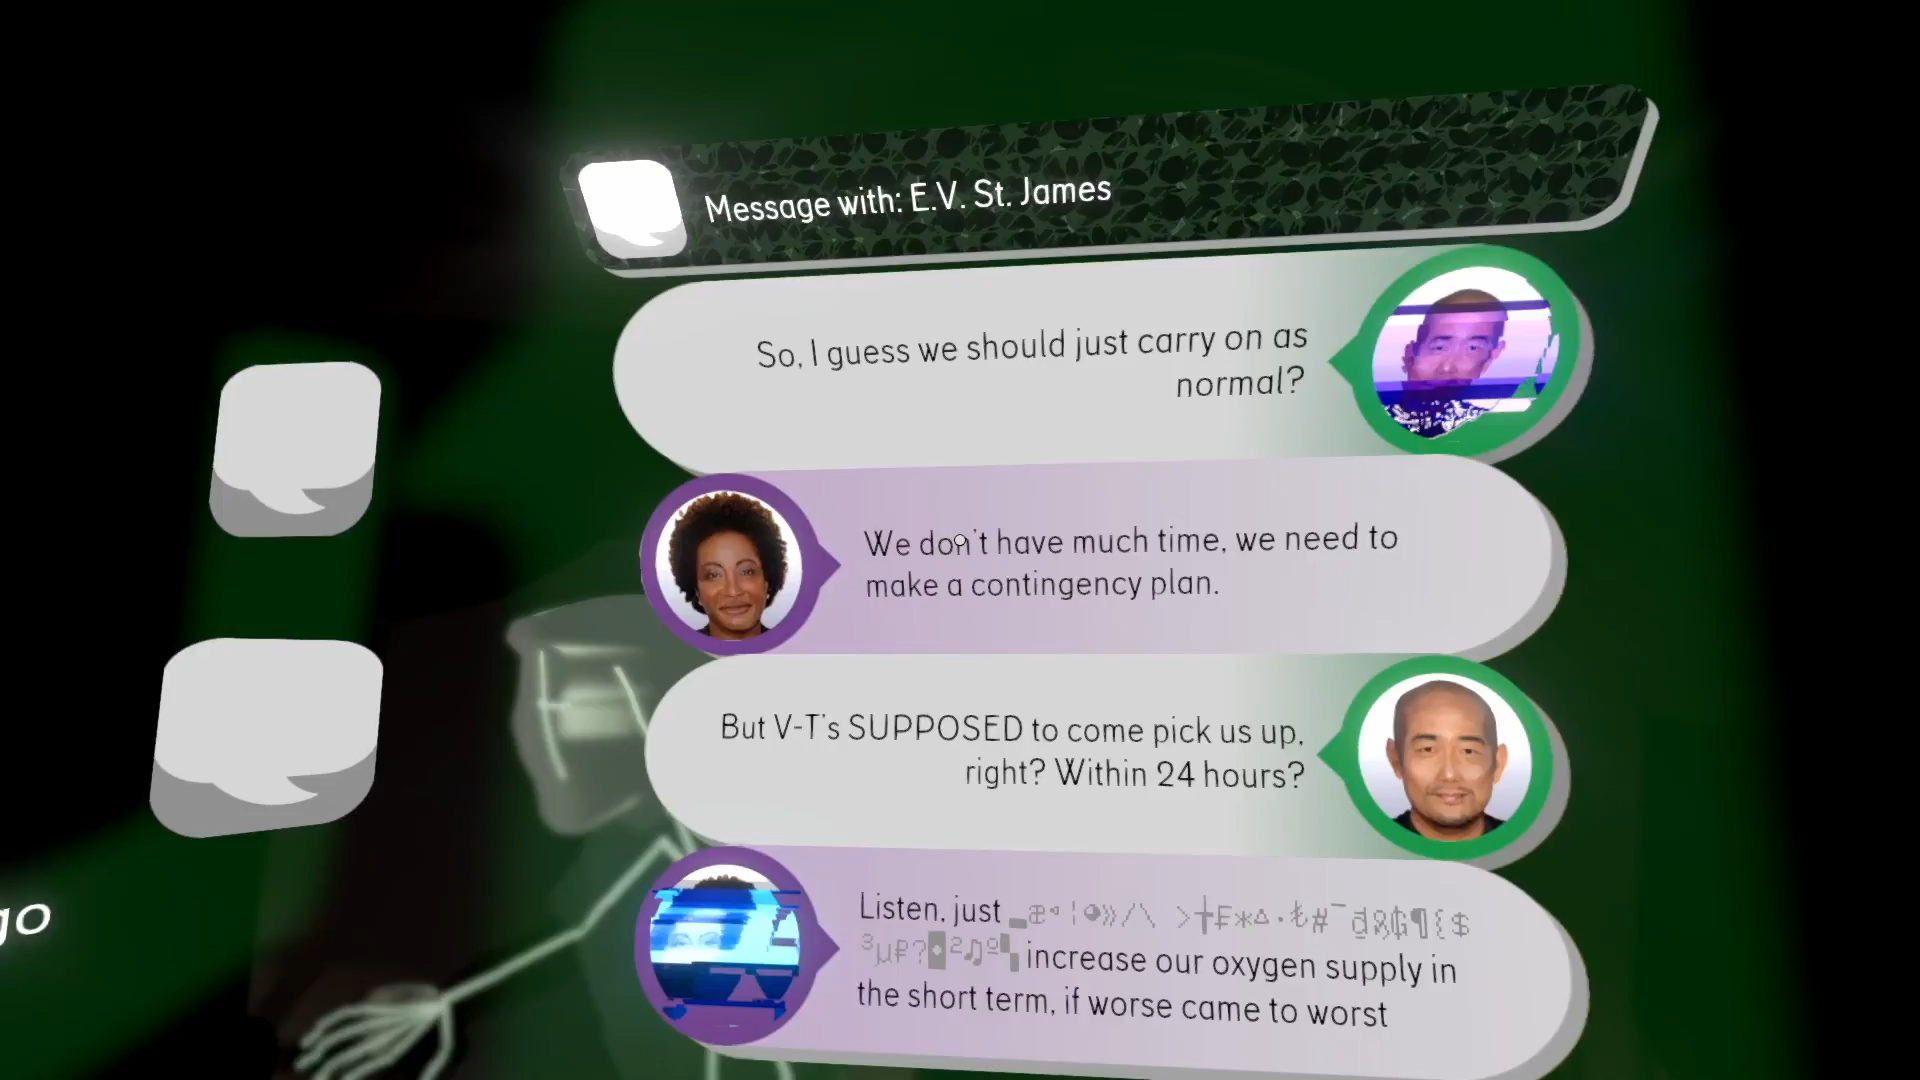 Message with: E.V. St. James
So, I guess we should just carry on as
normal?
We don't have much time, we need to
make a contingency plan.
But V-T's SUPPOSED to come pick us up,
right? Within 24 hours?
Listen, just
increase our oxygen supply in
the short term, if worse came to worst
go